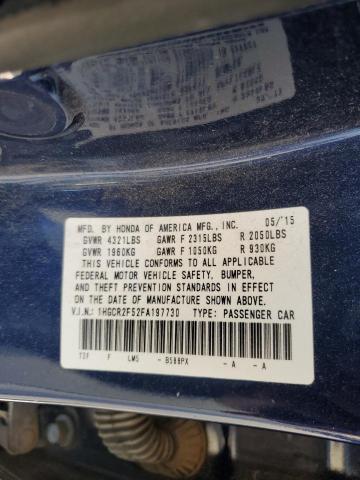 MFD. BY HONDA OF AMERICA MFG., INC. 05/15
GVWR 4321LBS GAWR F 2315LBS R 2050LBS
GVWR 1960KG GAWR F 1050KG R 930KG
THIS VEHICLE CONFORMS TO ALL APPLICABLE
FEDERAL MOTOR VEHICLE SAFETY, BUMPER,
AND THEFT PREVENTION STANDARDS IN EFFECT
ON THE DATE OF MANUFACTURE SHOWN ABOVE.
V.I.N.: 1HGCR2F52FA197730 TYPE: PASSENGER CAR
F LM5 - B588PX - A - A